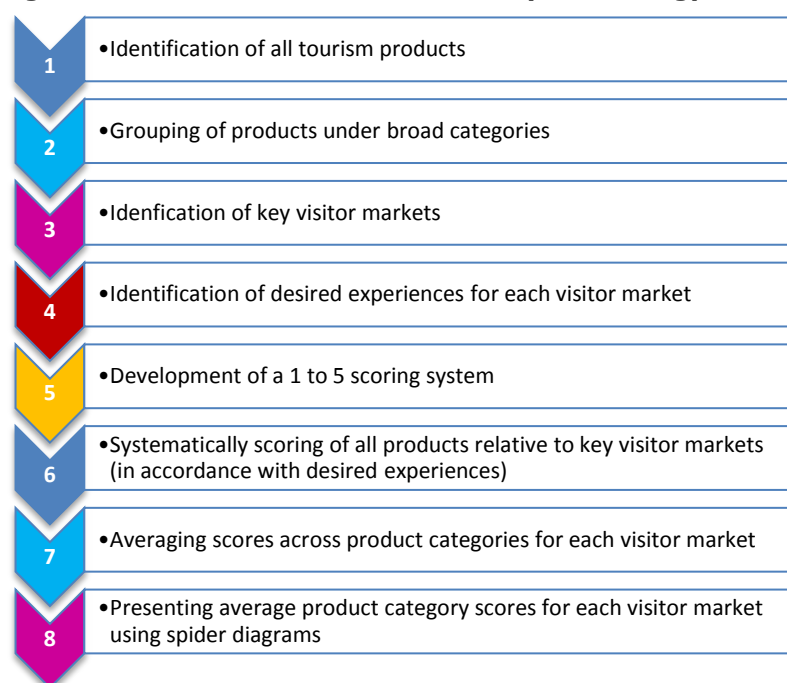 1
•Identification of all tourism products
2
•Grouping of products under broad categories
3
•Idenfication of key visitor markets
4
•Identification of desired experiences for each visitor market
5
•Development of a 1 to 5 scoring system
6
•Systematically scoring of all products relative to key visitor markets
(in accordance with desired experiences)
7
•Averaging scores across product categories for each visitor market
8
•Presenting average product category scores for each visitor market
using spider diagrams